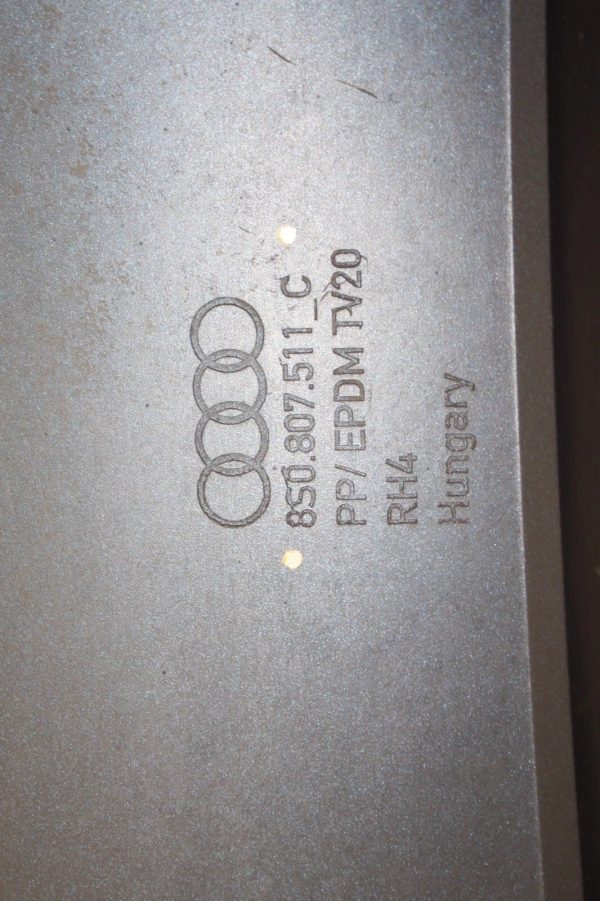 8S0.807.511_C
PP/ EPDM TV20
RH4
Hungary